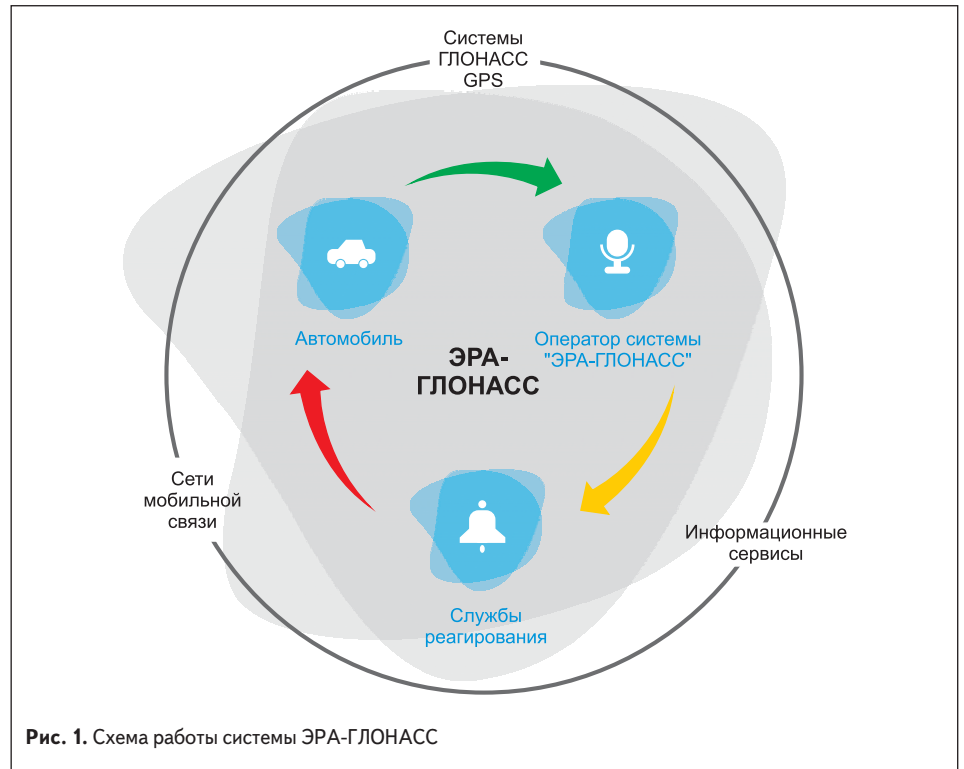 Системы
ГЛОНАСС
GPS
Автомобиль
Оператор системы
"ЭРА-ГЛОНАСС"
ЭРА-
ГЛОНАСС
Сети
мобильной
связи
Информационные
сервисы
Службы
реагирования
Рис. 1. Схема работы системы ЭРА-ГЛОНАСС